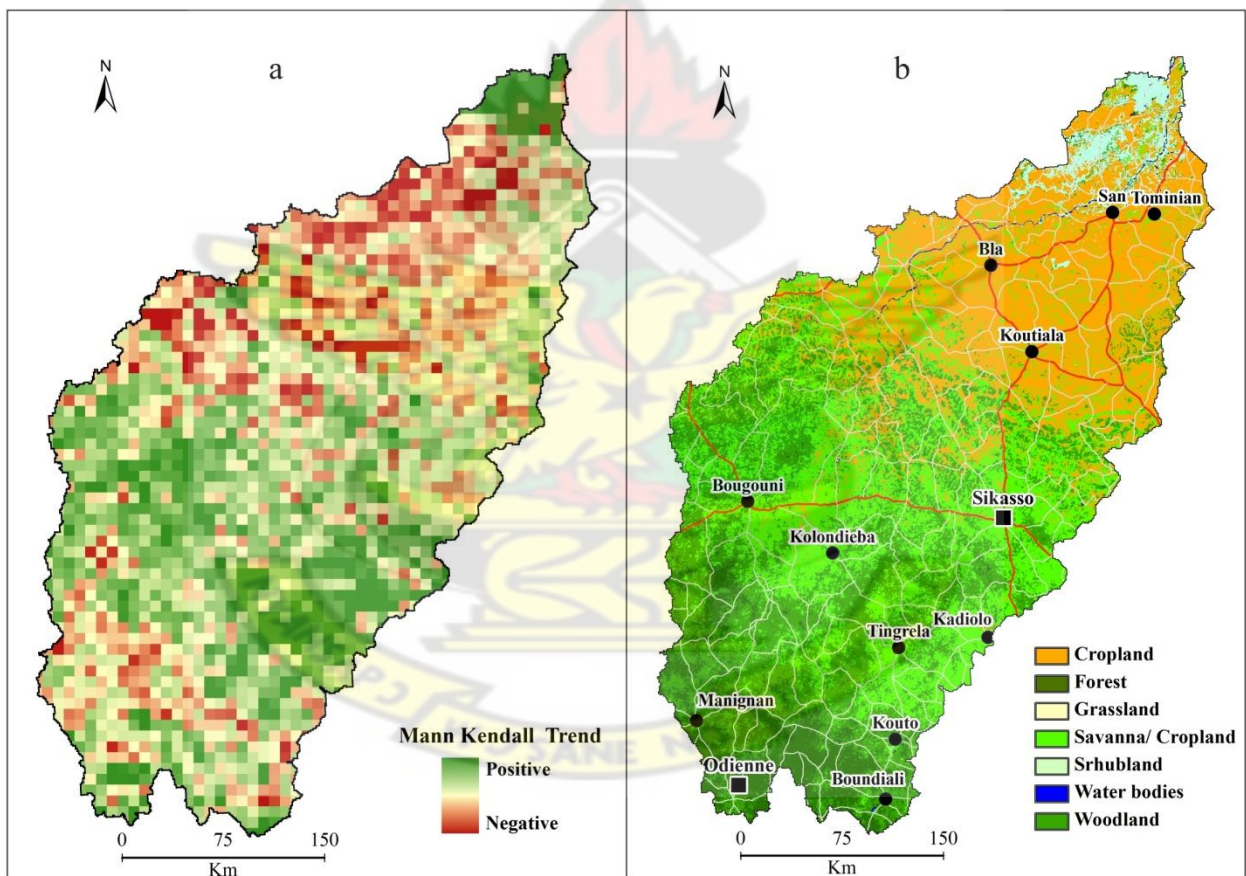 N
a
Mann Kendall Trend
Positive
Negative
0 75 150
Km
N
b
San Tominian
Bla
Koutiala
Bougouni
Sikasso
Kolondieba
Kadiolo
Tingrela
Manignan
Kouto
Odienne
Boundiali
Cropland
Forest
Grassland
Savanna/ Cropland
Srhubland
Water bodies
Woodland
0 75 150
Km